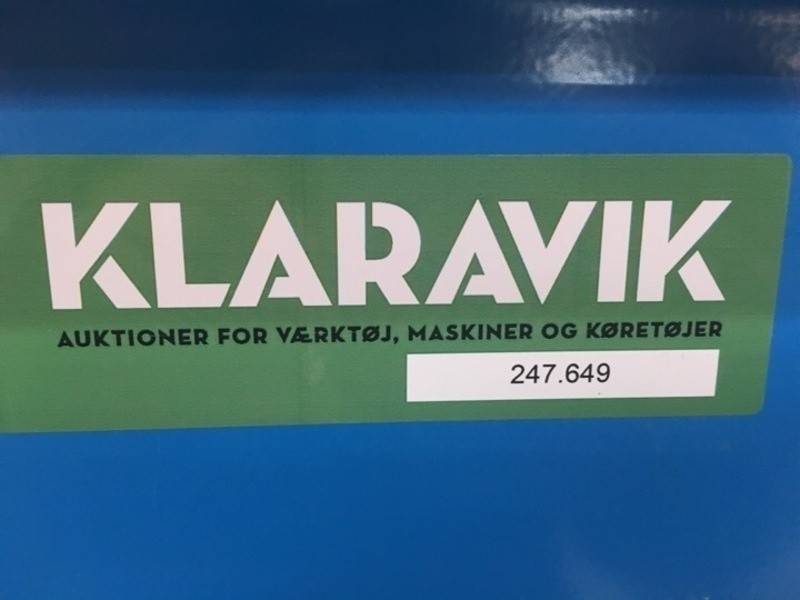 KLARAVIK
AUKTIONER FOR VÆRKTØJ, MASKINER OG KØRETØJER
247.649